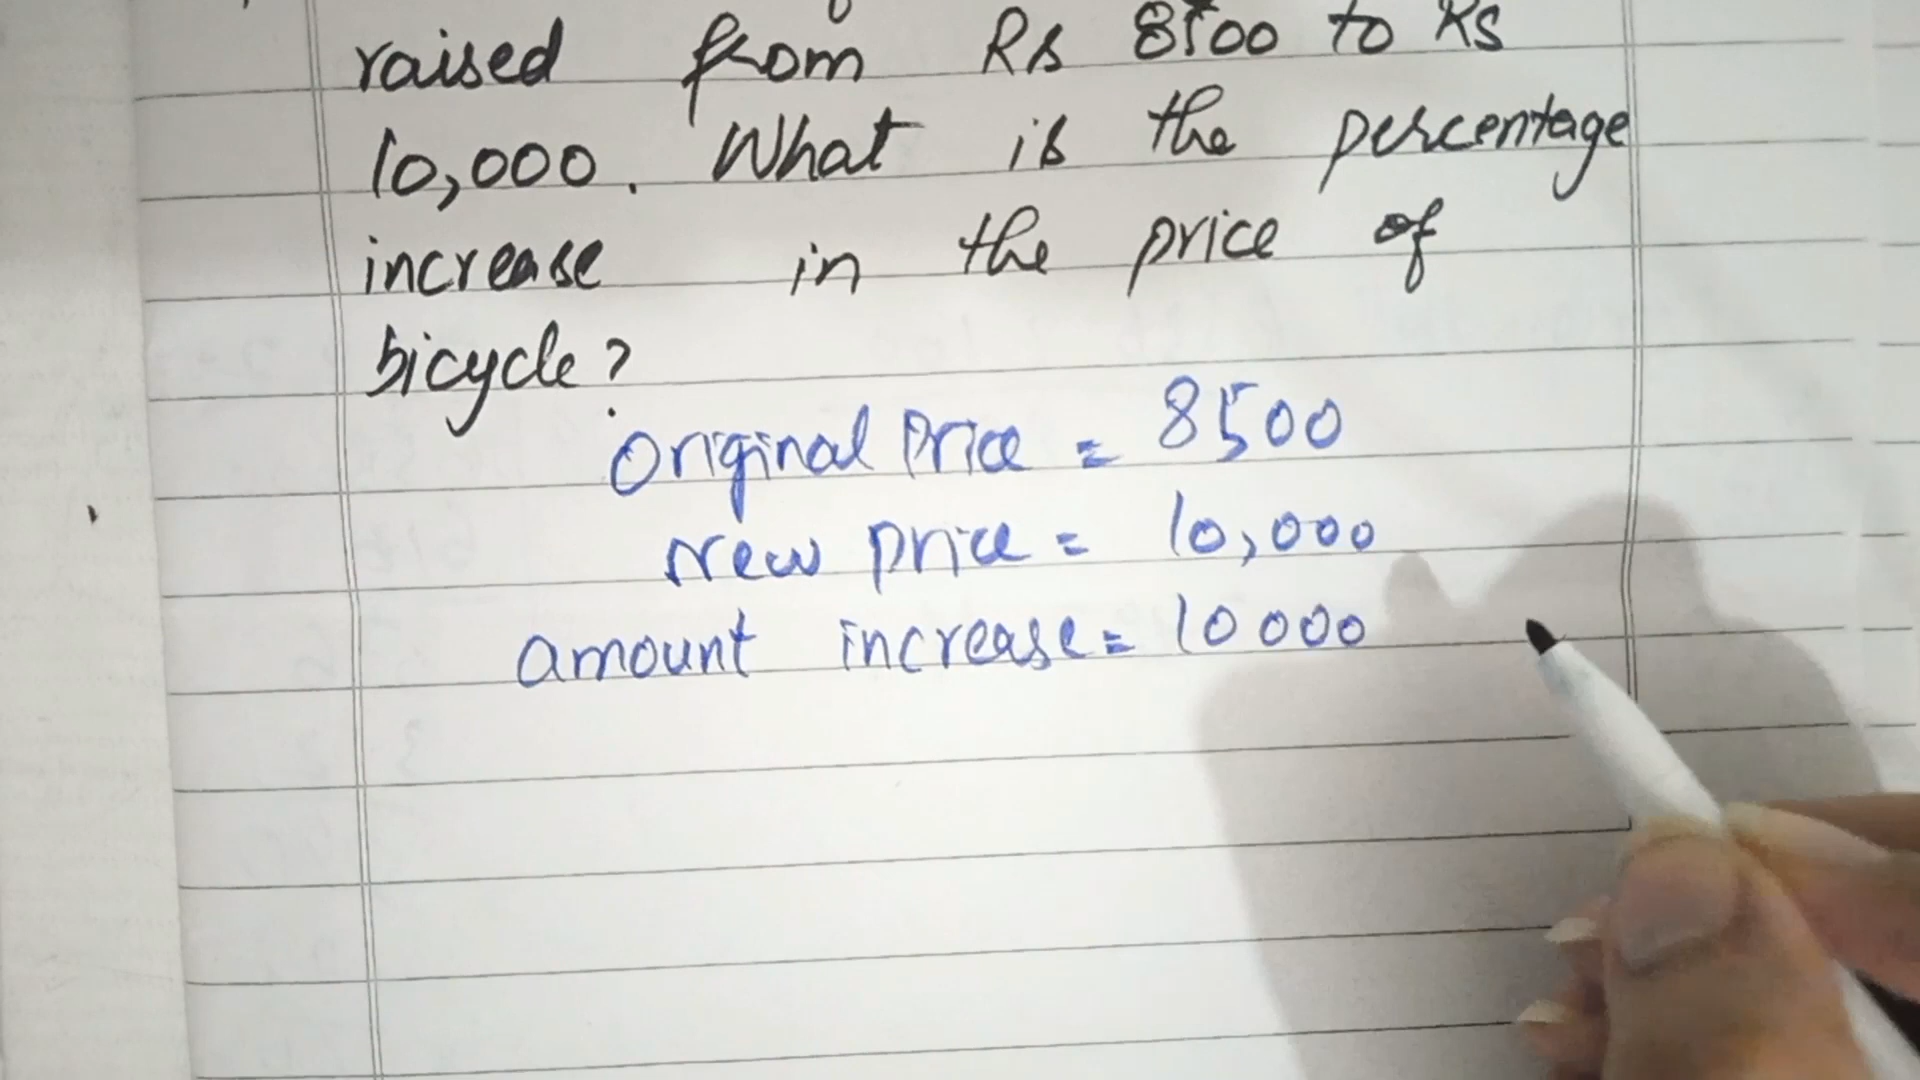 raised from Rs 8500 to Rs
10,000. What is the percentage
increase in the price of
bicycle?
Original Price = 8500
New price = 10,000
amount increase = 10000